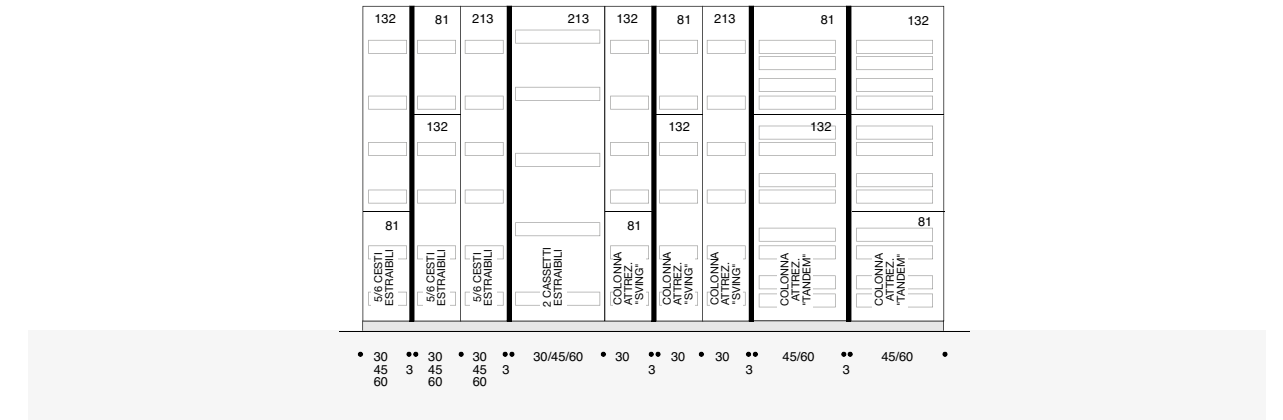 132 81 213 213 132 81 213 81 132
132 132 132
81 81 81
5/6 CESTI
ESTRAIBILI
5/6 CESTI
ESTRAIBILI
5/6 CESTI
ESTRAIBILI
2 CASSETTI
ESTRAIBILI
COLONNA
ATTREZ.
"SVING"
COLONNA
ATTREZ.
"SVING"
COLONNA
ATTREZ.
"SVING"
COLONNA
ATTREZ.
"TANDEM"
COLONNA
ATTREZ.
"TANDEM"
30 30 30 30/45/60 30 30 30 45/60 45/60
45 3 45 45 3 3 3 3
60 60 60